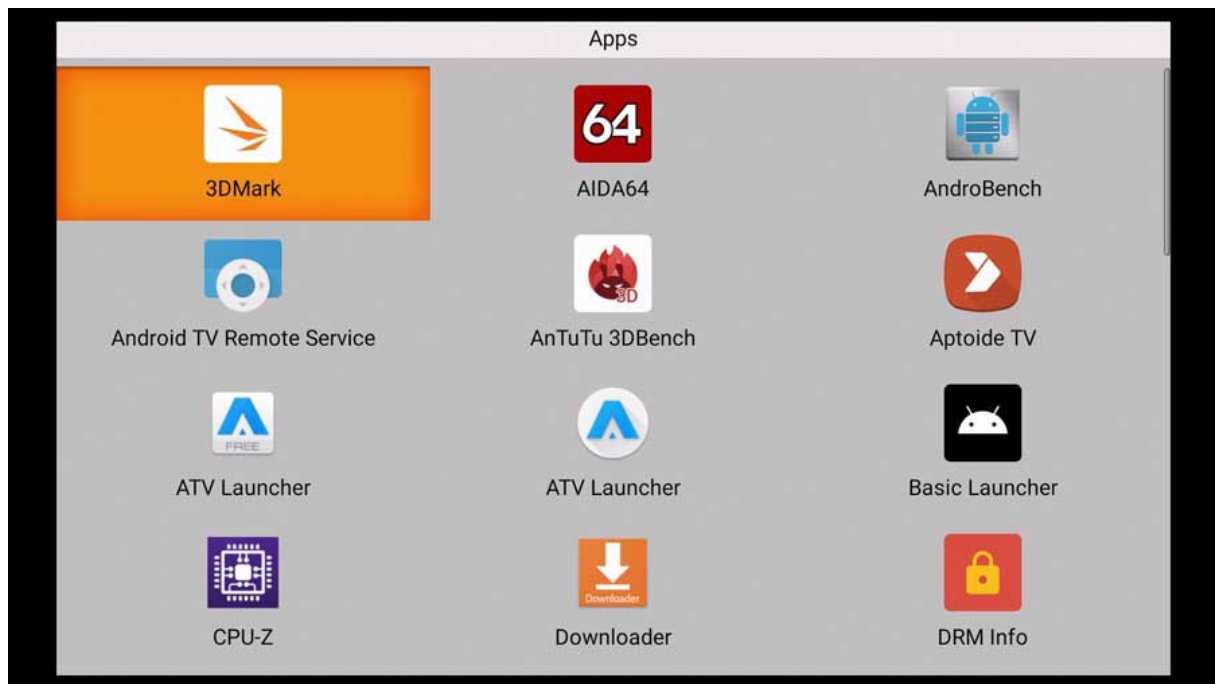 Apps
64
3DMark
AIDA64
AndroBench
3D
Android TV Remote Service
AnTuTu 3DBench
Aptoide TV
FREE
ATV Launcher
ATV Launcher
Basic Launcher
Downloader
CPU-Z
Downloader
DRM Info